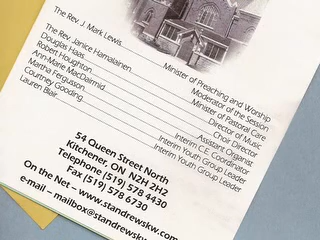 The Rev. J. Mark Lewis Minister of Preaching and Worship
Moderator of the Session
The Rev. Janice Hamalainen Minister of Pastoral Care
Douglas Haas Director of Music
Robert Houghton Choir Director
Ann-Marie MacDairmid Assistant Organist
Martha Ferguson Interim C.E. Coordinator
Courtney Gooding Interim Youth Group Leader
Lauren Blair Interim Youth Group Leader
54 Queen Street North
Kitchener, ON N2H 2H2
Telephone (519) 578 4430
Fax (519) 578 6730
On the Net – www.standrewskw.com
e-mail – mailbox@standrewskw